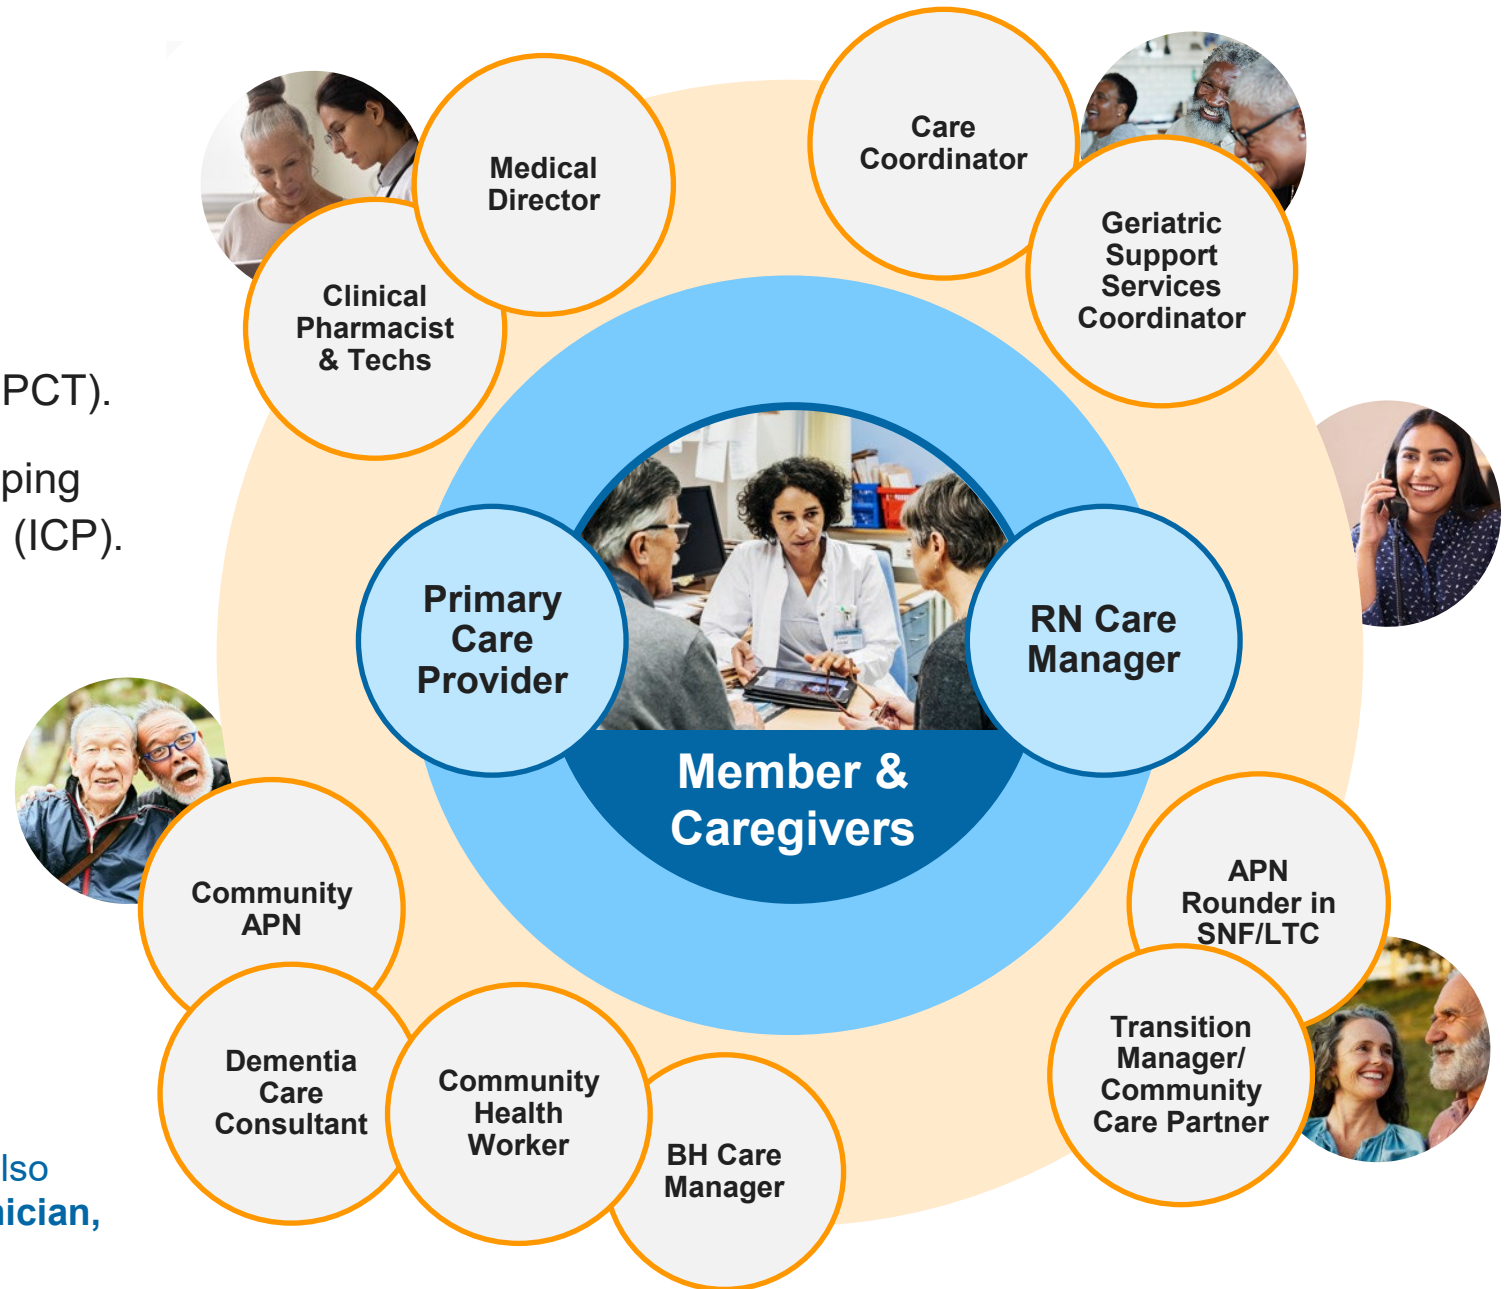 Care
Coordinator
Medical
Director
Geriatric
Support
Services
Coordinator
Clinical
Pharmacist
& Techs
PCT).
ping
(ICP).
Primary
Care
Provider
RN Care
Manager
Member &
Caregivers
APN
Rounder in
SNF/LTC
Community
APN
Transition
Manager/
Community
Care Partner
Dementia
Care
Consultant
Community
Health
Worker
BH Care
Manager
lso
nician,